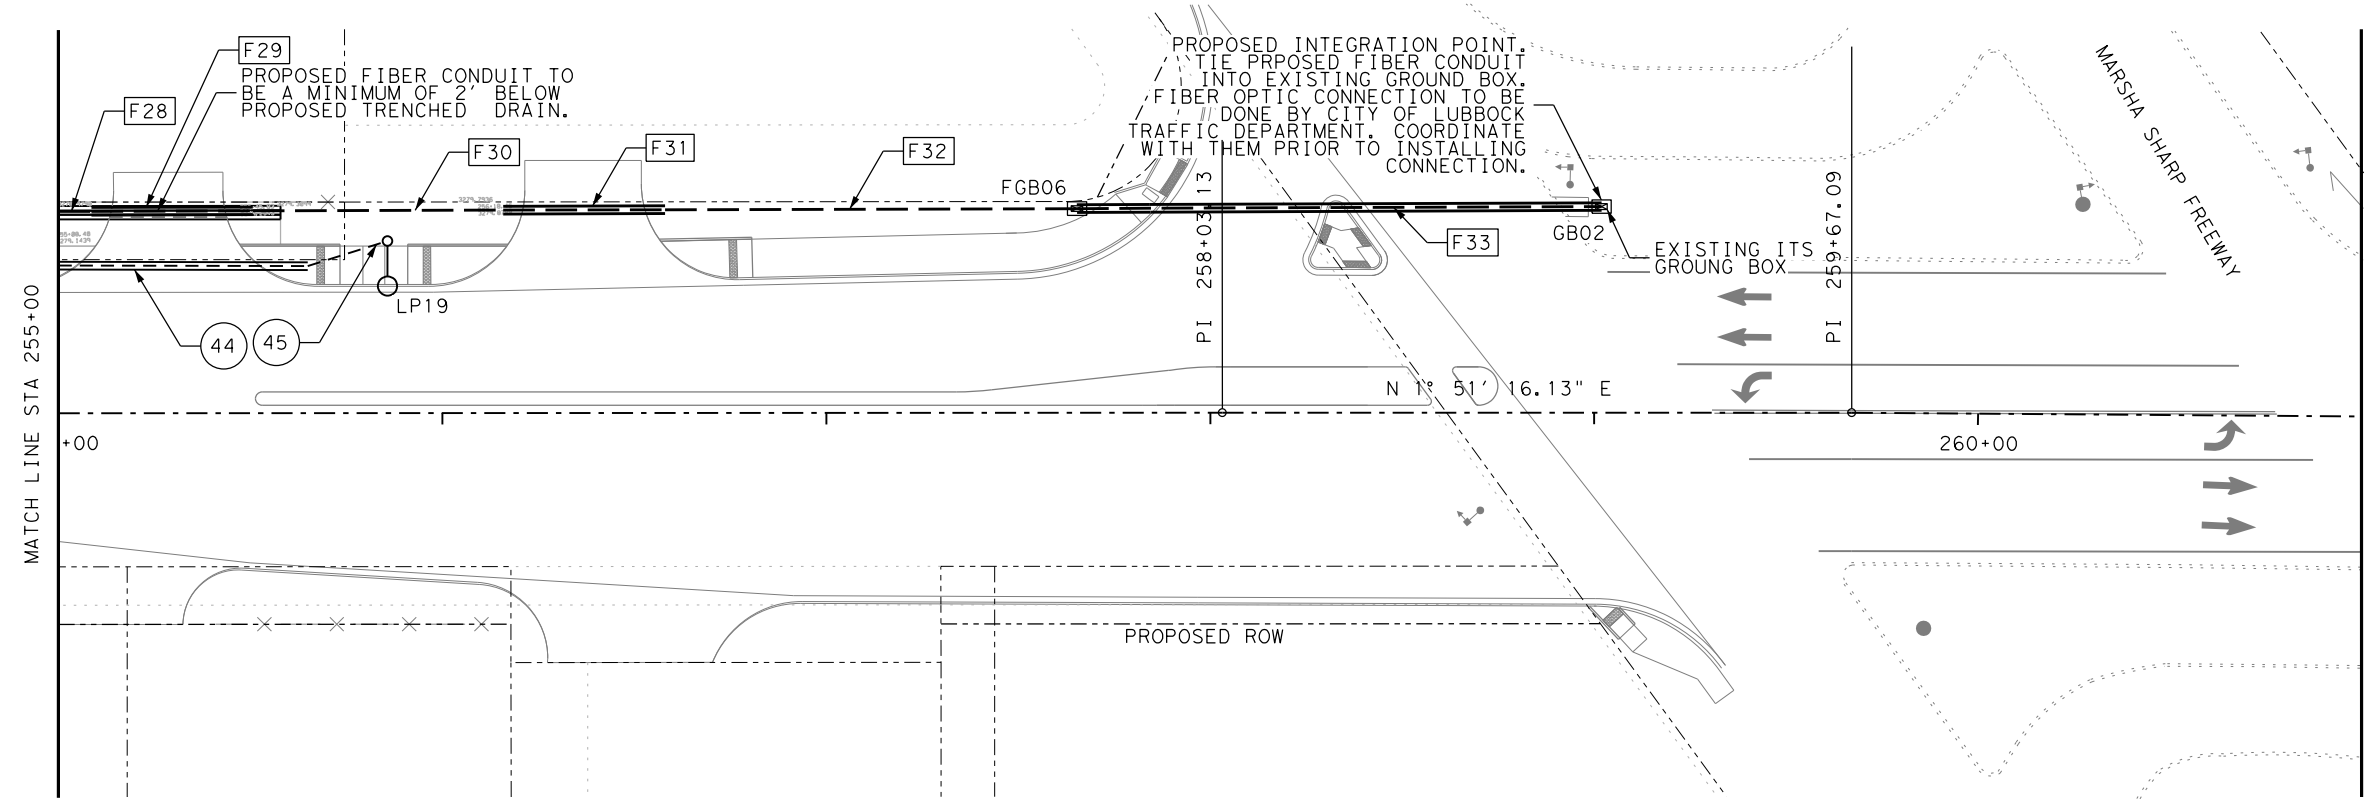 F29
PROPOSED FIBER CONDUIT TO
BE A MINIMUM OF 2' BELOW
PROPOSED TRENCHED DRAIN.
F28
F30
F31
F32
PROPOSED INTEGRATION POINT.
TIE PRPOSED FIBER CONDUIT
INTO EXISTING GROUND BOX.
FIBER OPTIC CONNECTION TO BE
DONE BY CITY OF LUBBOCK
TRAFFIC DEPARTMENT. COORDINATE
WITH THEM PRIOR TO INSTALLING
CONNECTION.
FGB06
GB02
F33
EXISTING ITS
GROUNG BOX
MARSHA SHARP FREEWAY
PI 258+03.13
PI 259+67.09
LP19
44
45
MATCH LINE STA 255+00
N 1° 51' 16.13" E
+00
260+00
PROPOSED ROW